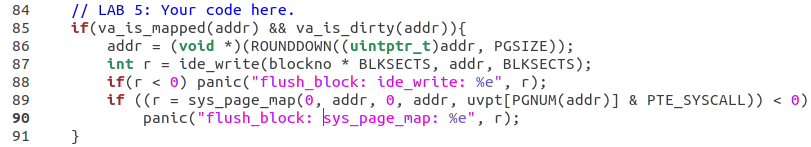 84 // LAB 5: Your code here.
85 if(va_is_mapped(addr) && va_is_dirty(addr)){
86 addr = (void *)(ROUNDDOWN((uintptr_t)addr, PGSIZE));
87 int r = ide_write(blockno * BLKSECTS, addr, BLKSECTS);
88 if(r < 0) panic("flush_block: ide_write: %e", r);
89 if ((r = sys_page_map(0, addr, 0, addr, uvpt[PGNUM(addr)] & PTE_SYSCALL)) < 0)
90 panic("flush_block: sys_page_map: %e", r);
91 }